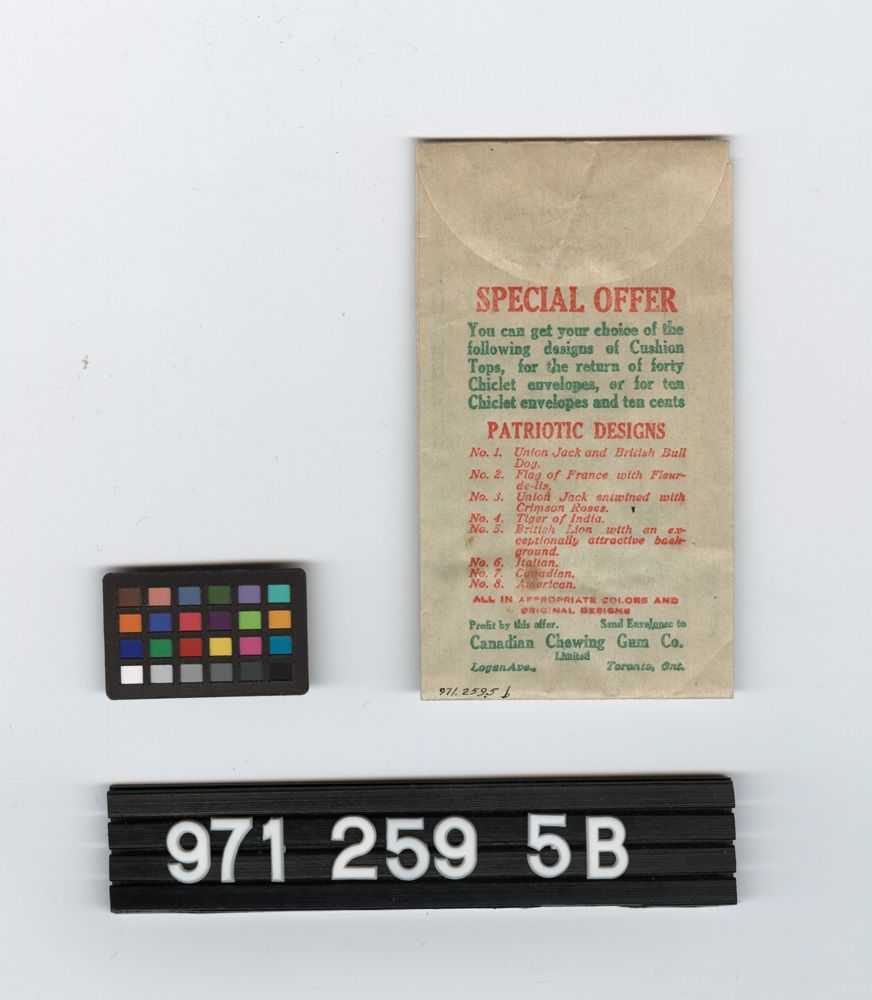 SPECIAL OFFER
You can get your choice of the
following designs of Cushion
Tops, for the return of forty
Chiclet envelopes, or for ten
Chiclet envelopes and ten cents
PATRIOTIC DESIGNS
No. 1. Union Jack and British Bull
Dog.
No. 2. Flag of France with Fleur-
de-lis.
No. 3. Union Jack entwined with
Crimson Roses.
No. 4. Tiger of India.
No. 5. British Lion with an ex-
ceptionally attractive back-
ground.
No. 6. Italian.
No. 7. Canadian.
No. 8. American.
ALL IN APPROPRIATE COLORS AND
ORIGINAL DESIGNS
Profit by this offer. Send Envelopes to
Canadian Chewing Gum Co.
Limited
Logan Ave., Toronto, Ont.
971.259.5 b
971 259 5B